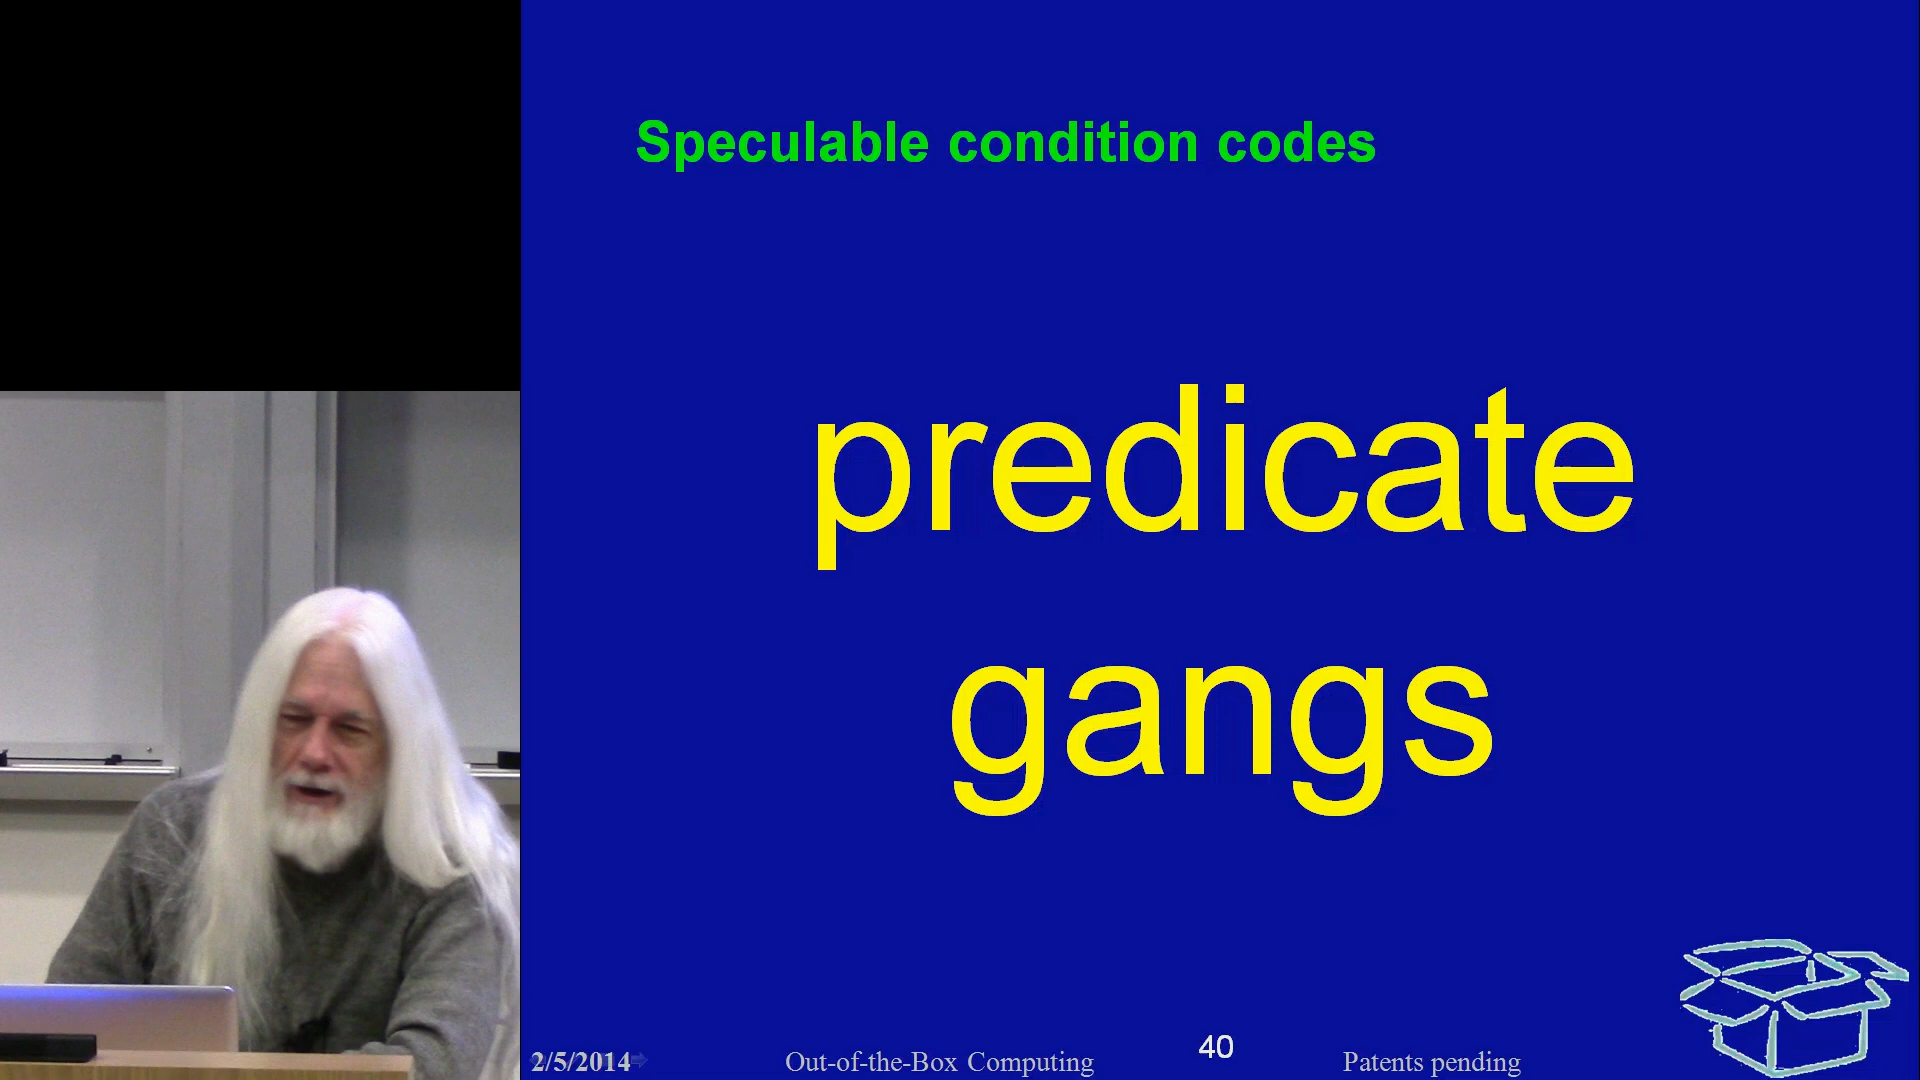 Speculable condition codes
predicate
gangs
2/5/2014
Out-of-the-Box Computing
40
Patents pending